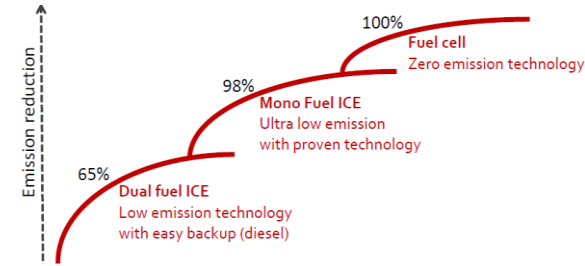 100%
Fuel cell
Zero emission technology
98%
Mono Fuel ICE
Ultra low emission
with proven technology
65%
Dual fuel ICE
Low emission technology
with easy backup (diesel)
Emission reduction